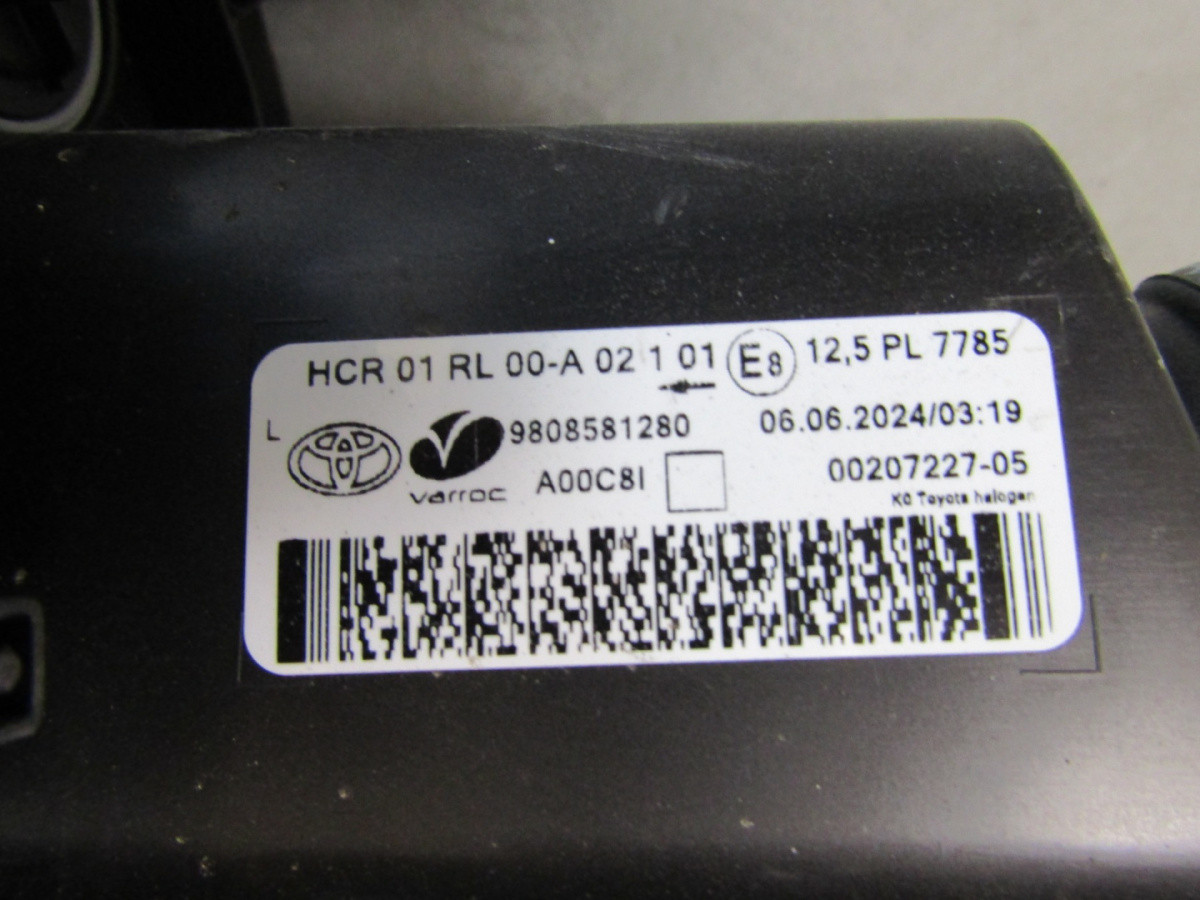 HCR 01 RL 00-A 02 1 01 E8 12,5 PL 7785
L varroc 9808581280 06.06.2024/03:19
A00C8I 00207227-05
K0 Toyota halogen